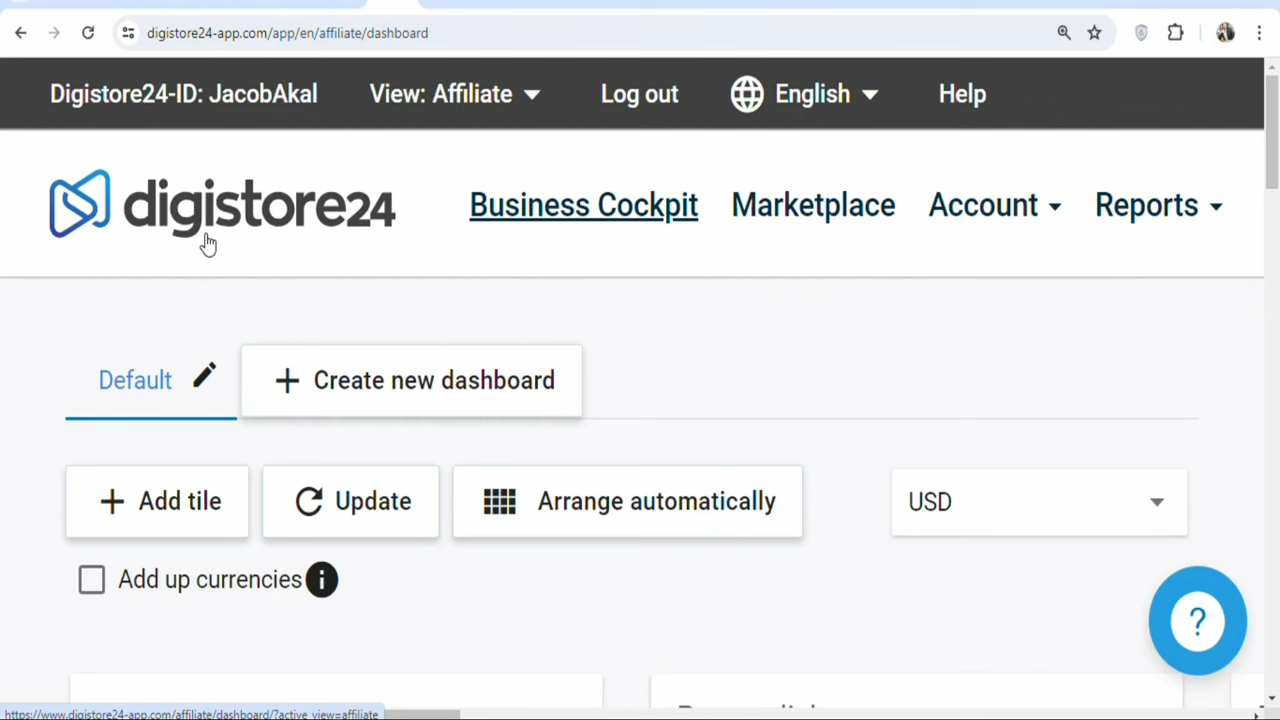 digistore24-app.com/app/en/affiliate/dashboard
Digistore24-ID: JacobAkal View: Affiliate Log out English Help
digistore24 Business Cockpit Marketplace Account Reports
Default + Create new dashboard
+ Add tile Update Arrange automatically USD
Add up currencies i
?
https://www.digistore24-app.com/affiliate/dashboard/?active_view=affiliate